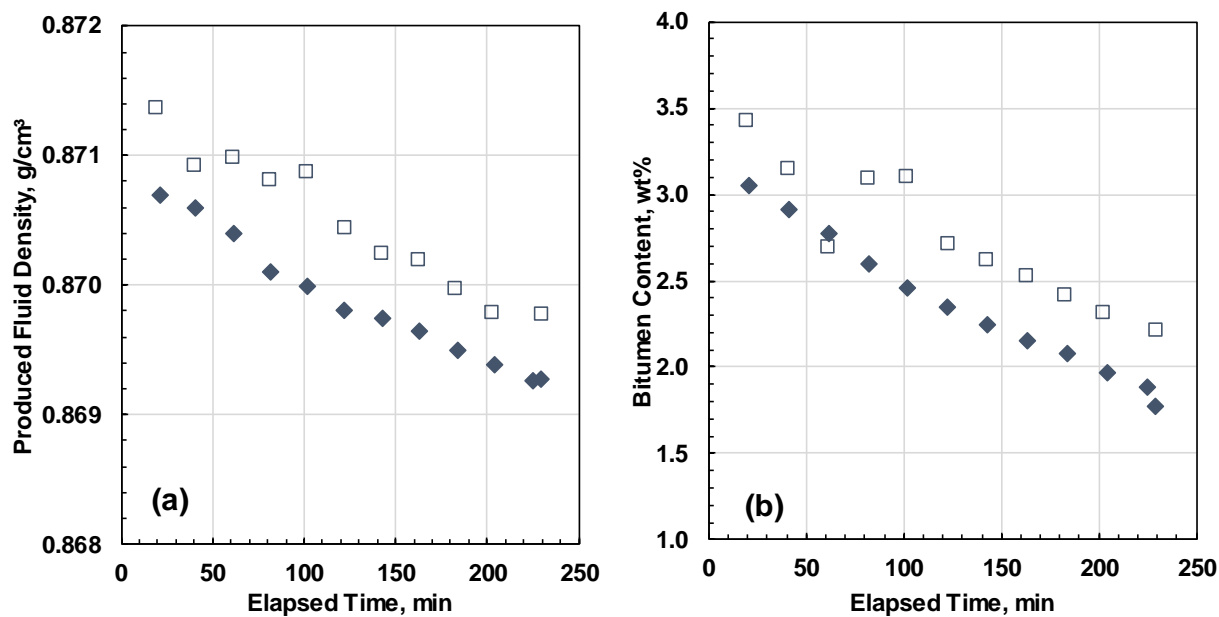 0.872
0.871
0.870
0.869
0.868
Produced Fluid Density, g/cm³
(a)
0 50 100 150 200 250
Elapsed Time, min
4.0
3.5
3.0
2.5
2.0
1.5
1.0
Bitumen Content, wt%
(b)
0 50 100 150 200 250
Elapsed Time, min